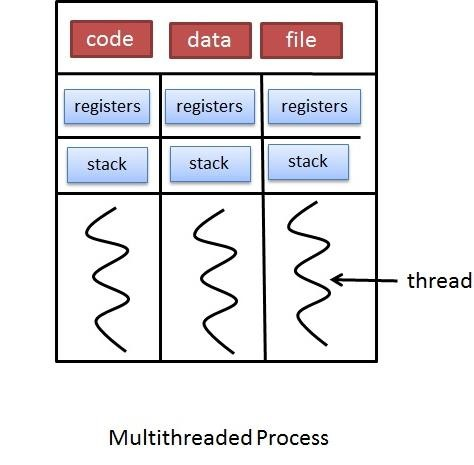 code data file
registers registers registers
stack stack stack
thread
Multithreaded Process